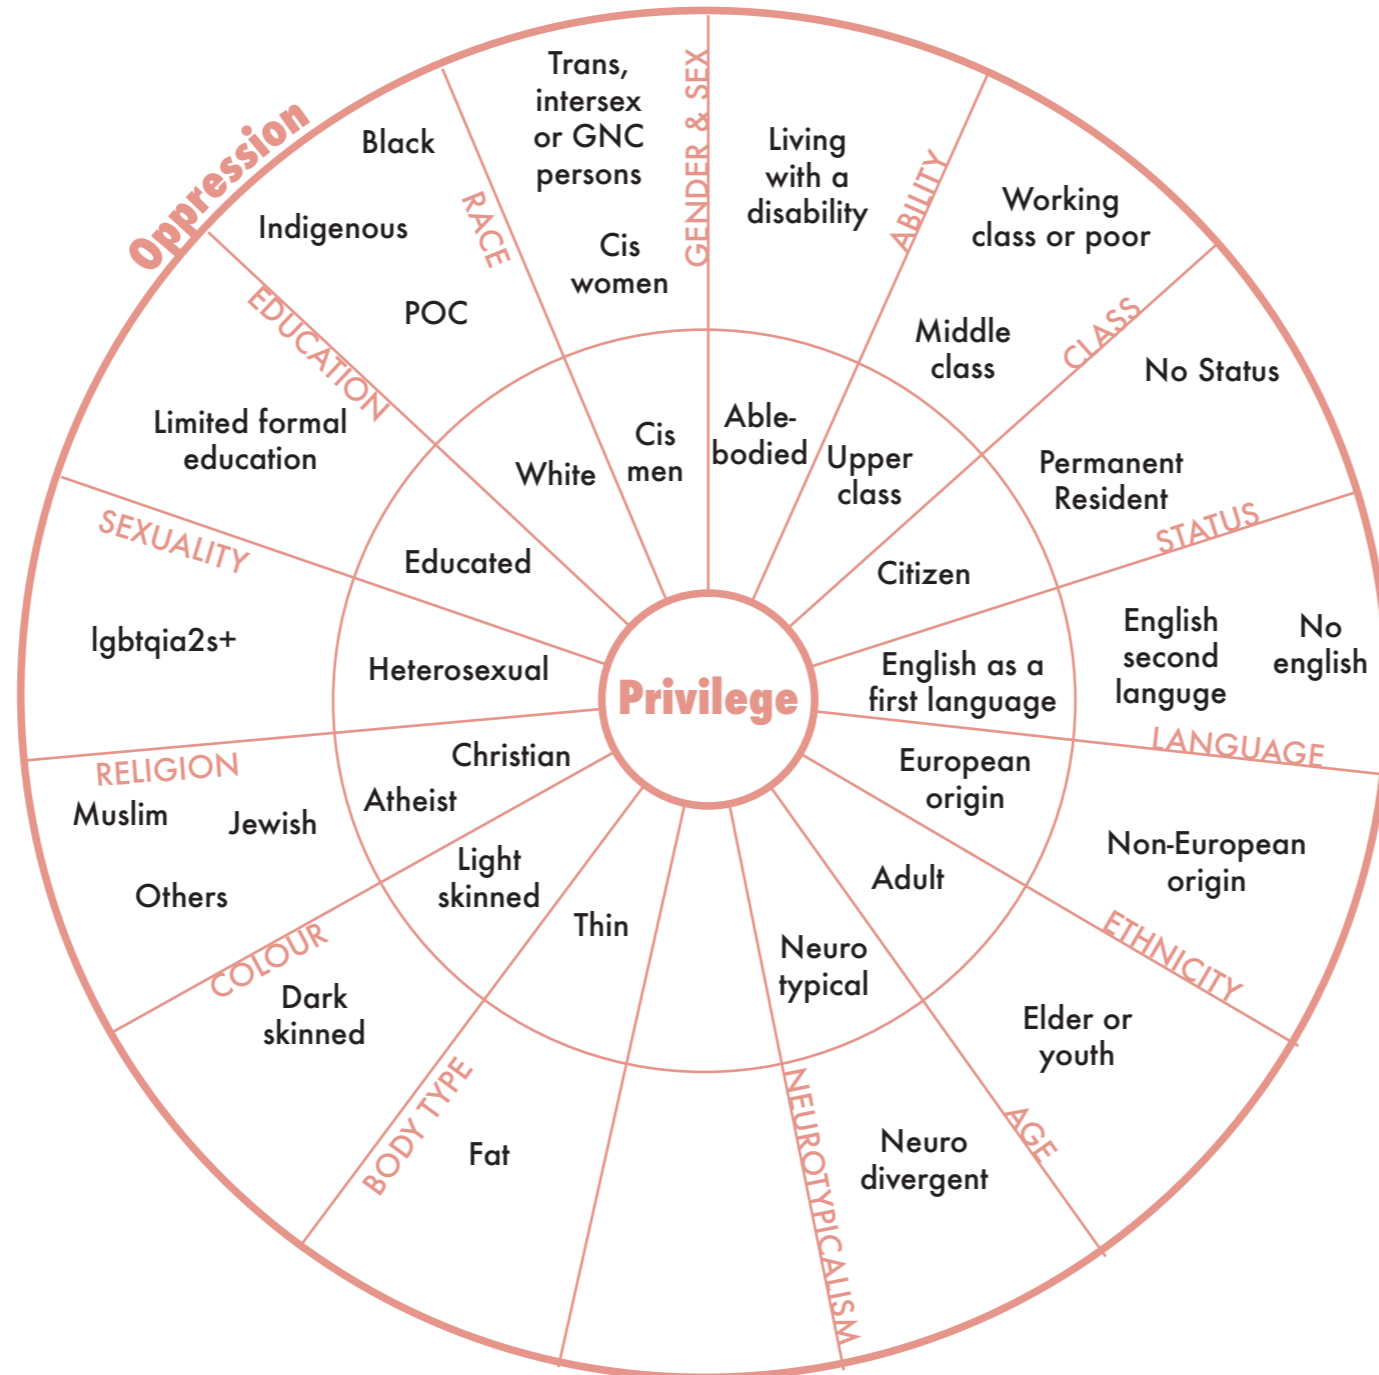 Oppression
Privilege
GENDER & SEX
Trans,
intersex
or GNC
persons
Cis
women
Cis
men
ABILITY
Living
with a
disability
Able-
bodied
CLASS
Working
class or poor
Middle
class
Upper
class
STATUS
No Status
Permanent
Resident
Citizen
LANGUAGE
English
second
languge
No
english
English as a
first language
ETHNICITY
Non-European
origin
European
origin
AGE
Elder or
youth
Adult
NEUROTYPICALISM
Neuro
divergent
Neuro
typical
BODY TYPE
Fat
Thin
COLOUR
Dark
skinned
Light
skinned
RELIGION
Muslim
Jewish
Others
Christian
Atheist
SEXUALITY
lgbtqia2s+
Heterosexual
EDUCATION
Limited formal
education
Educated
RACE
Black
Indigenous
POC
White